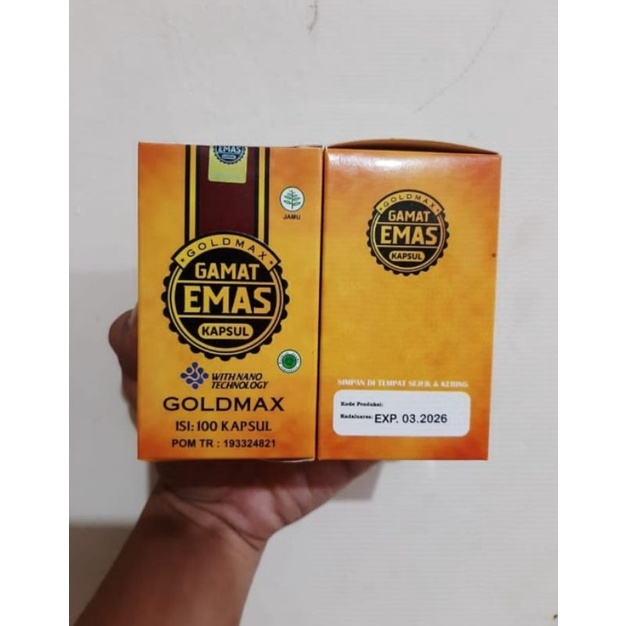 EMAS
JAMU
GOLDMAX
GAMAT
EMAS
KAPSUL
WITH NANO
TECHNOLOGY
GOLDMAX
ISI: 100 KAPSUL
POM TR : 193324821
GOLDMAX
GAMAT
EMAS
KAPSUL
SIMPAN DI TEMPAT SEJUK & KERING
Kode Produksi:
Kadaluarsa: EXP. 03.2026